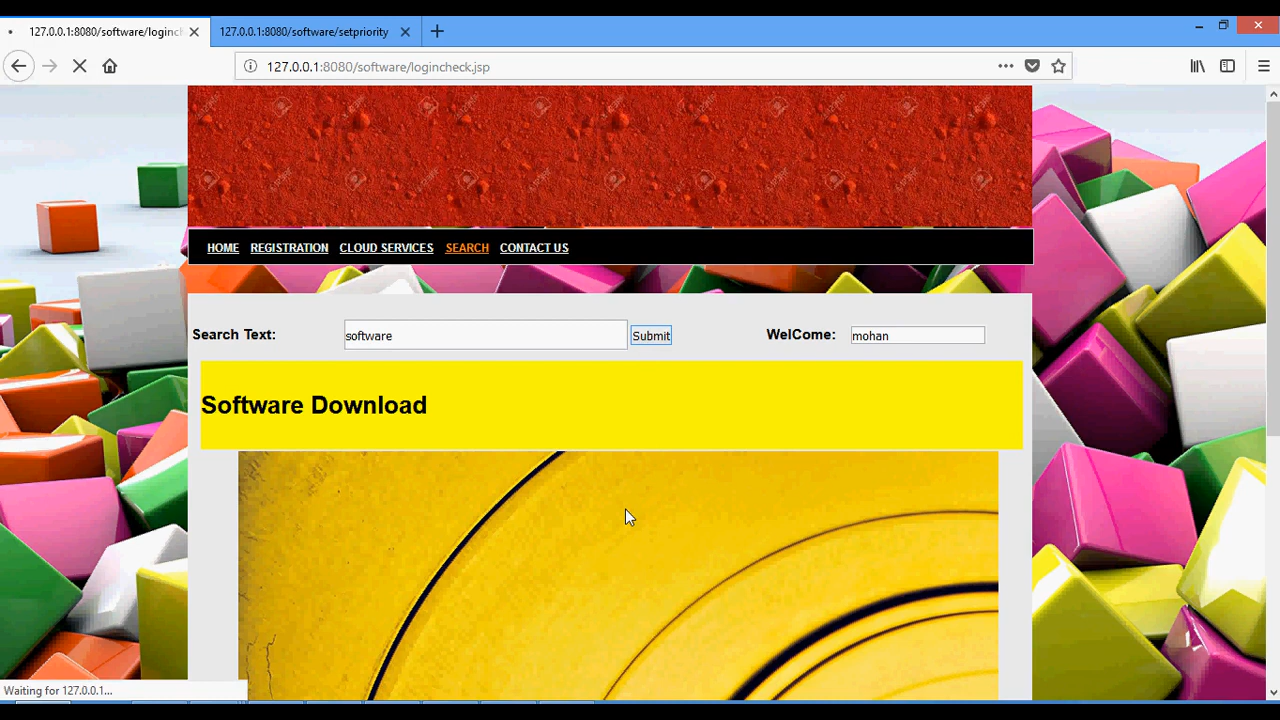 127.0.0.1:8080/software/loginch
127.0.0.1:8080/software/setpriority
127.0.0.1:8080/software/logincheck.jsp
HOME REGISTRATION CLOUD SERVICES SEARCH CONTACT US
Search Text: software Submit WelCome: mohan
Software Download
Waiting for 127.0.0.1...